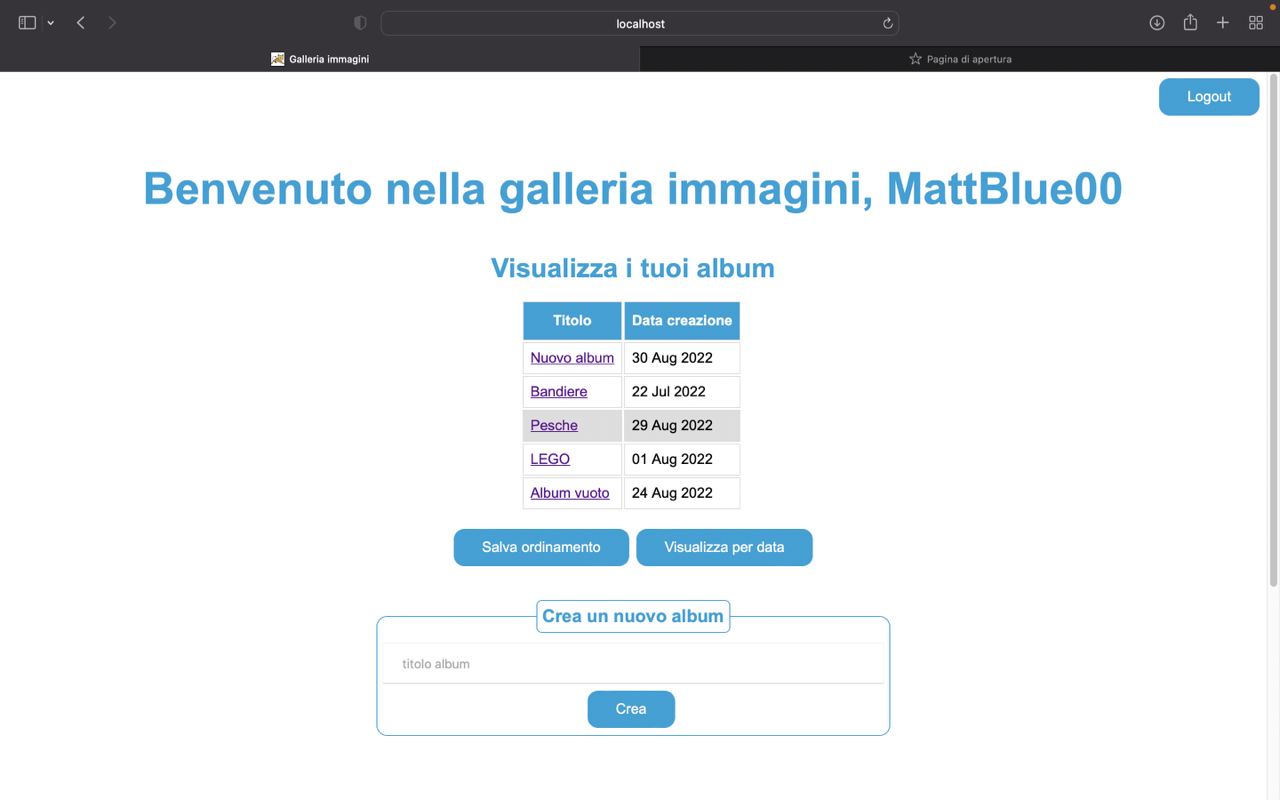 localhost
Galleria immagini
Pagina di apertura
Logout
Benvenuto nella galleria immagini, MattBlue00
Visualizza i tuoi album
Titolo Data creazione
Nuovo album 30 Aug 2022
Bandiere 22 Jul 2022
Pesche 29 Aug 2022
LEGO 01 Aug 2022
Album vuoto 24 Aug 2022
Salva ordinamento Visualizza per data
Crea un nuovo album
titolo album
Crea